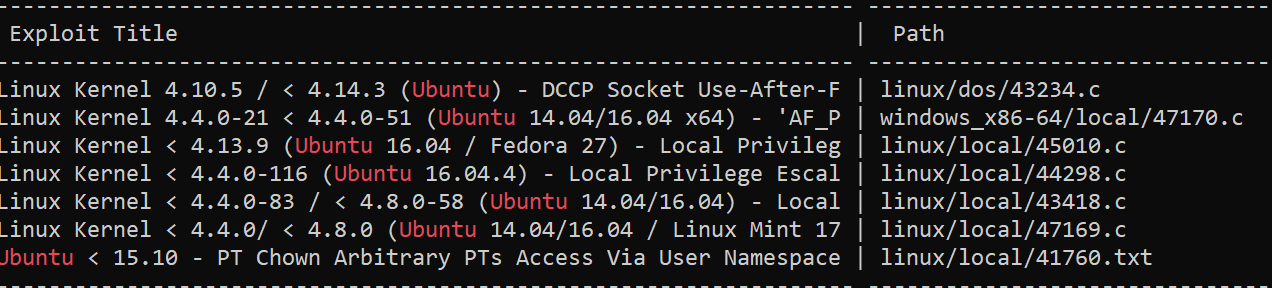 Exploit Title | Path
Linux Kernel 4.10.5 / < 4.14.3 (Ubuntu) - DCCP Socket Use-After-F | linux/dos/43234.c
Linux Kernel 4.4.0-21 < 4.4.0-51 (Ubuntu 14.04/16.04 x64) - 'AF_P | windows_x86-64/local/47170.c
Linux Kernel < 4.13.9 (Ubuntu 16.04 / Fedora 27) - Local Privileg | linux/local/45010.c
Linux Kernel < 4.4.0-116 (Ubuntu 16.04.4) - Local Privilege Escal | linux/local/44298.c
Linux Kernel < 4.4.0-83 / < 4.8.0-58 (Ubuntu 14.04/16.04) - Local | linux/local/43418.c
Linux Kernel < 4.4.0/ < 4.8.0 (Ubuntu 14.04/16.04 / Linux Mint 17 | linux/local/47169.c
Ubuntu < 15.10 - PT Chown Arbitrary PTs Access Via User Namespace | linux/local/41760.txt